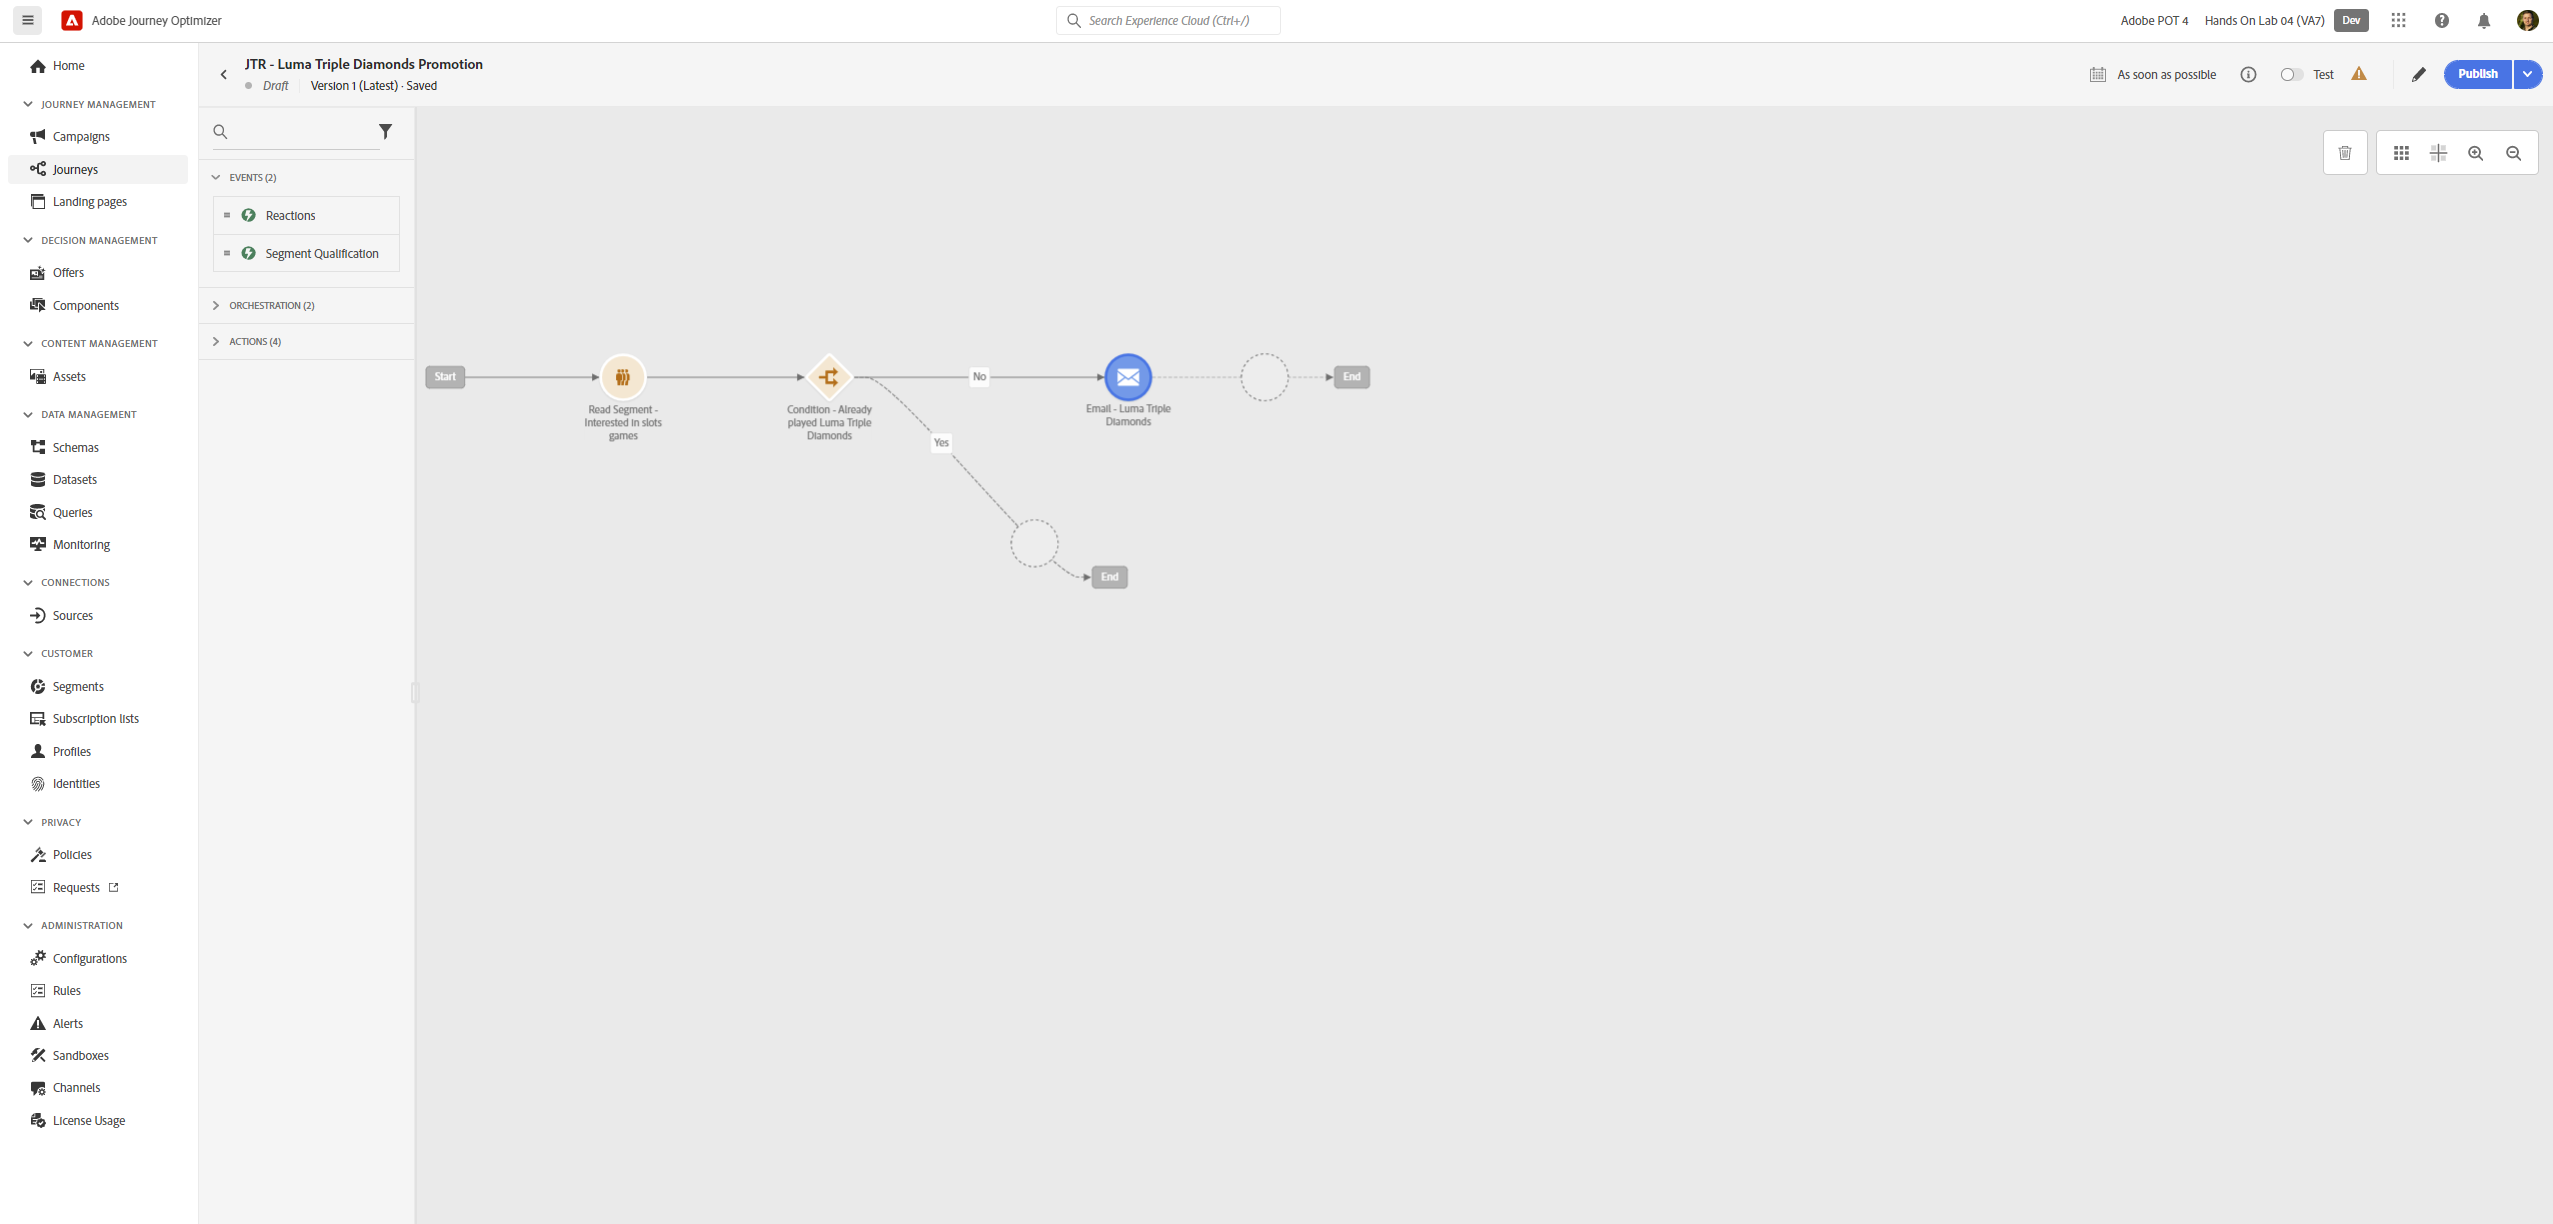 Adobe Journey Optimizer
Search Experience Cloud (Ctrl+/)
Adobe POT 4
Hands On Lab 04 (VA7)
Dev
Home
JOURNEY MANAGEMENT
Campaigns
Journeys
Landing pages
DECISION MANAGEMENT
Offers
Components
CONTENT MANAGEMENT
Assets
DATA MANAGEMENT
Schemas
Datasets
Queries
Monitoring
CONNECTIONS
Sources
CUSTOMER
Segments
Subscription lists
Profiles
Identities
PRIVACY
Policies
Requests
ADMINISTRATION
Configurations
Rules
Alerts
Sandboxes
Channels
License Usage
JTR - Luma Triple Diamonds Promotion
Draft
Version 1 (Latest) · Saved
As soon as possible
Test
Publish
EVENTS (2)
Reactions
Segment Qualification
ORCHESTRATION (2)
ACTIONS (4)
Start
Read Segment -
Interested in slots
games
Condition - Already
played Luma Triple
Diamonds
No
Yes
Email - Luma Triple
Diamonds
End
End